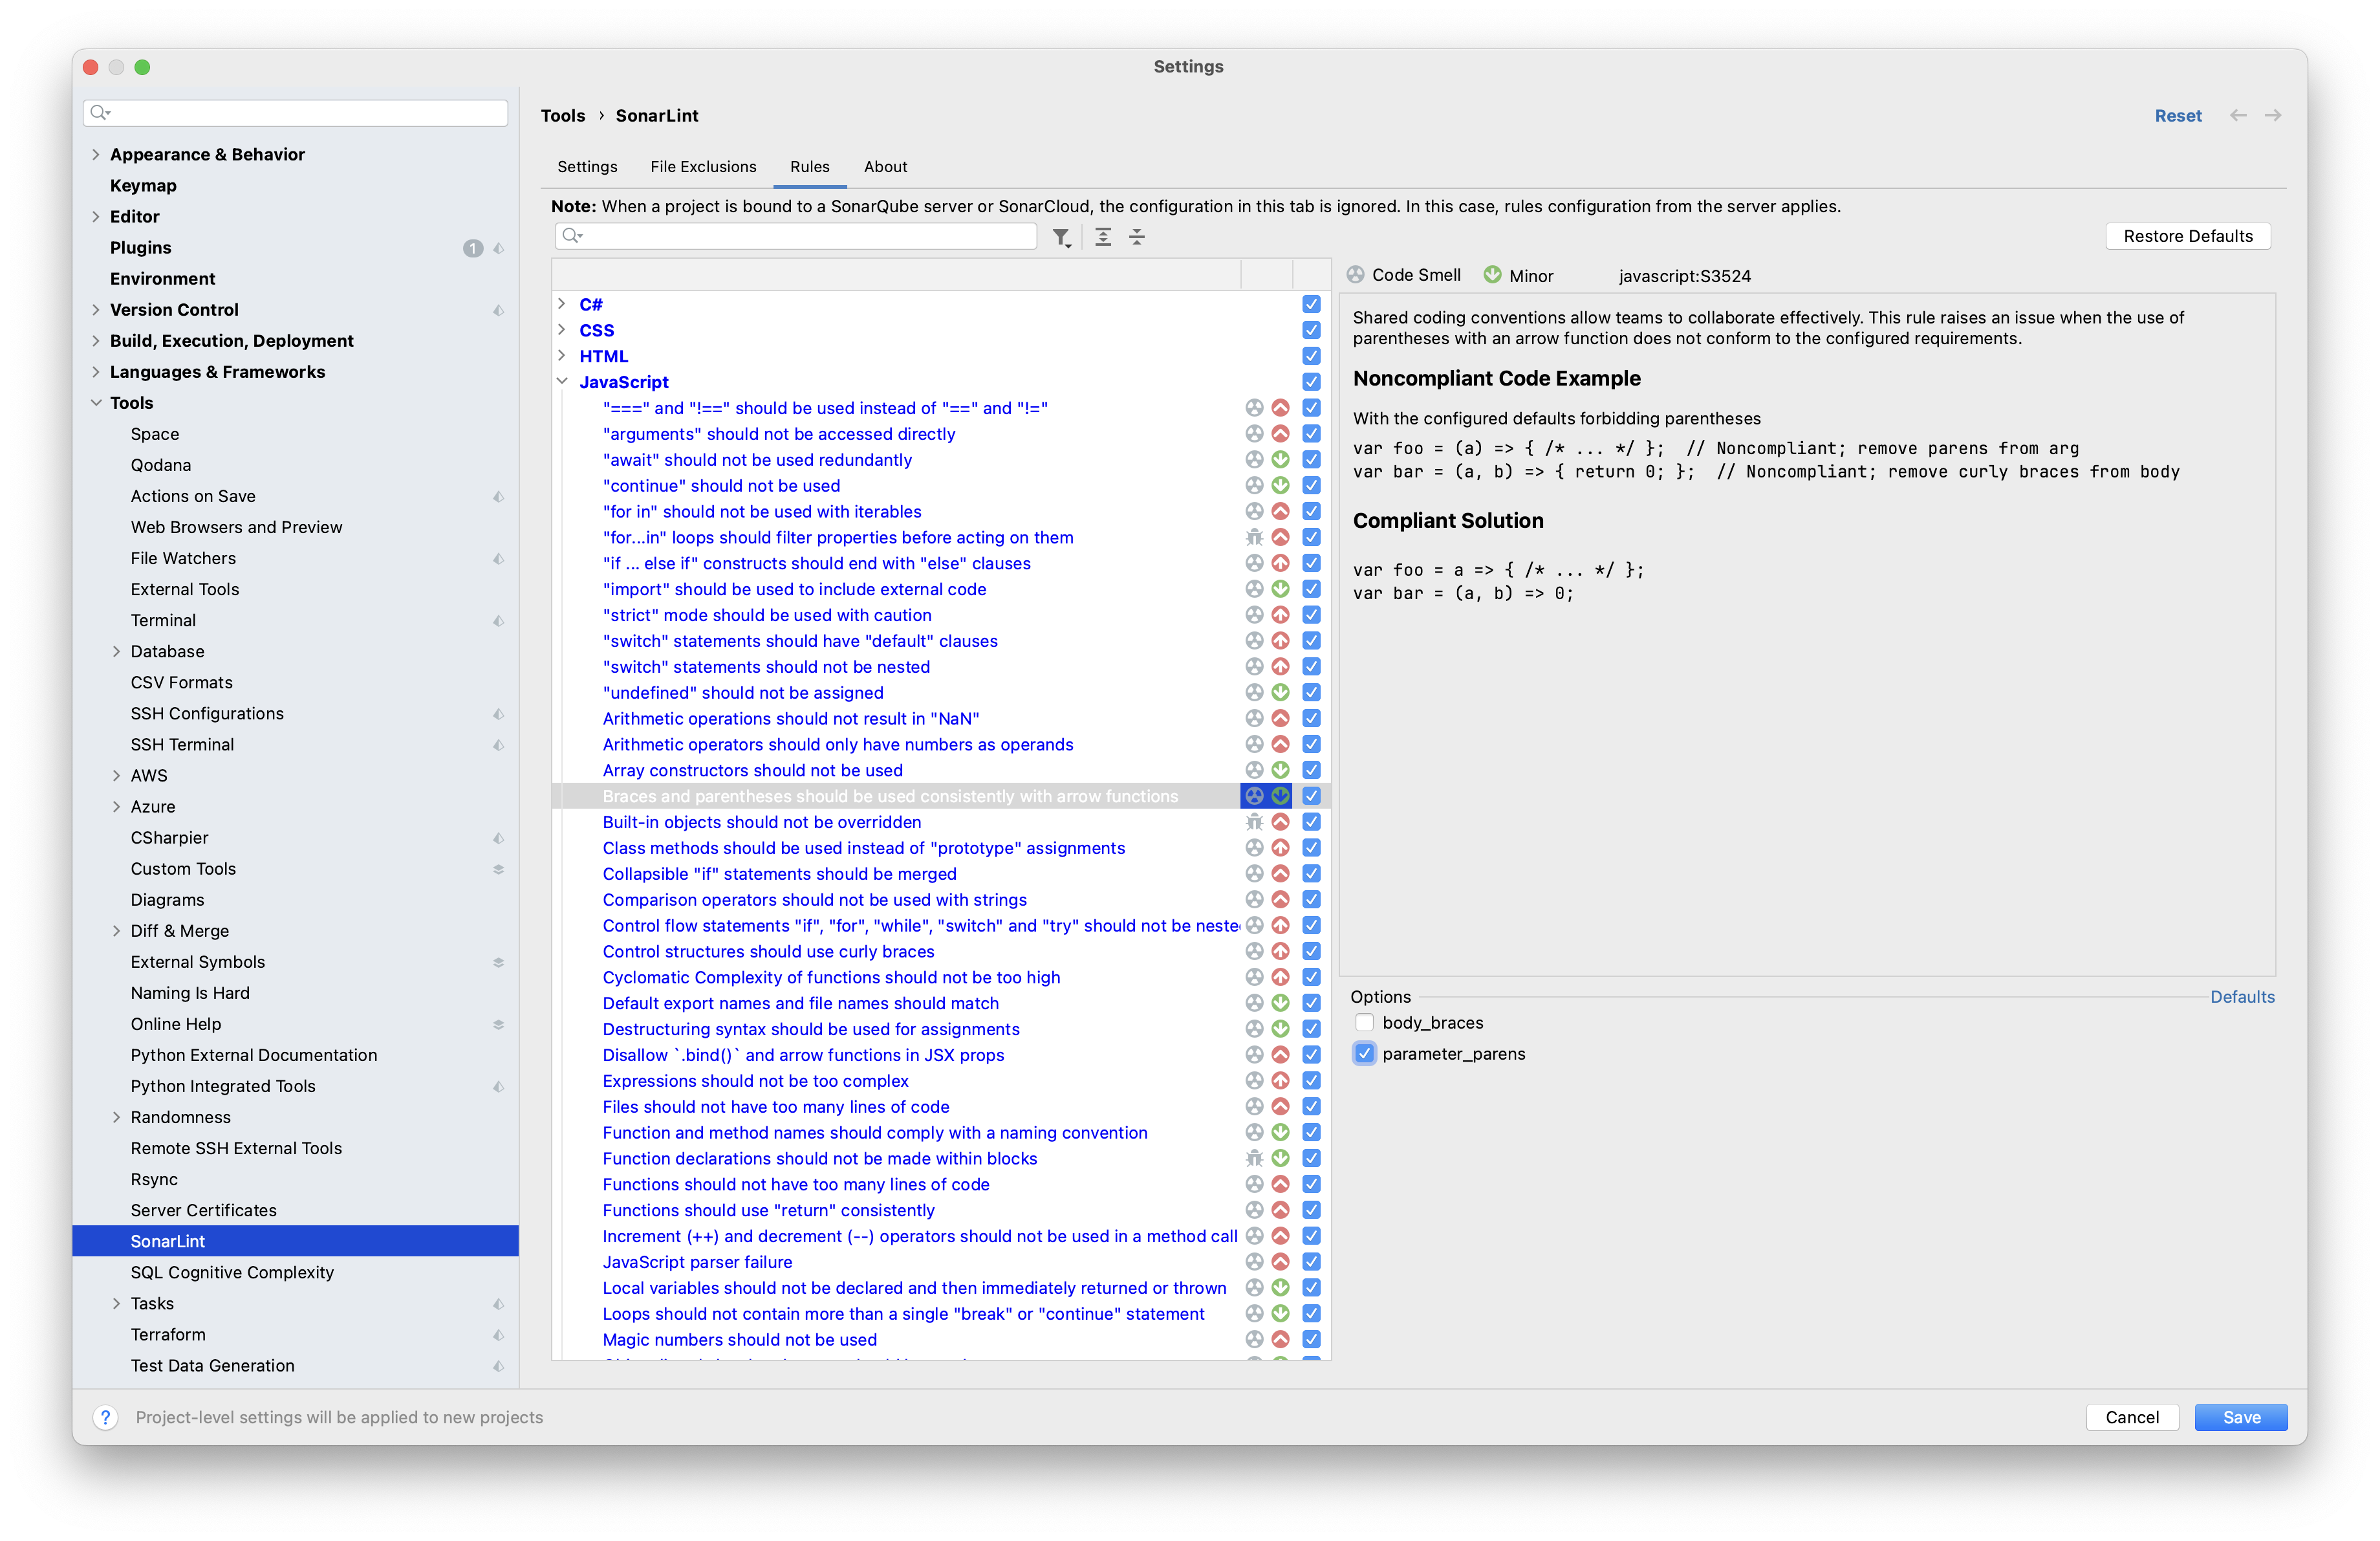 Settings
Appearance & Behavior
Keymap
Editor
Plugins
1
Environment
Version Control
Build, Execution, Deployment
Languages & Frameworks
Tools
Space
Qodana
Actions on Save
Web Browsers and Preview
File Watchers
External Tools
Terminal
Database
CSV Formats
SSH Configurations
SSH Terminal
AWS
Azure
CSharpier
Custom Tools
Diagrams
Diff & Merge
External Symbols
Naming Is Hard
Online Help
Python External Documentation
Python Integrated Tools
Randomness
Remote SSH External Tools
Rsync
Server Certificates
SonarLint
SQL Cognitive Complexity
Tasks
Terraform
Test Data Generation
Tools › SonarLint
Reset
Settings File Exclusions Rules About
Note: When a project is bound to a SonarQube server or SonarCloud, the configuration in this tab is ignored. In this case, rules configuration from the server applies.
Restore Defaults
C#
CSS
HTML
JavaScript
"===" and "!==" should be used instead of "==" and "!="
"arguments" should not be accessed directly
"await" should not be used redundantly
"continue" should not be used
"for in" should not be used with iterables
"for...in" loops should filter properties before acting on them
"if ... else if" constructs should end with "else" clauses
"import" should be used to include external code
"strict" mode should be used with caution
"switch" statements should have "default" clauses
"switch" statements should not be nested
"undefined" should not be assigned
Arithmetic operations should not result in "NaN"
Arithmetic operators should only have numbers as operands
Array constructors should not be used
Braces and parentheses should be used consistently with arrow functions
Built-in objects should not be overridden
Class methods should be used instead of "prototype" assignments
Collapsible "if" statements should be merged
Comparison operators should not be used with strings
Control flow statements "if", "for", "while", "switch" and "try" should not be neste
Control structures should use curly braces
Cyclomatic Complexity of functions should not be too high
Default export names and file names should match
Destructuring syntax should be used for assignments
Disallow `.bind()` and arrow functions in JSX props
Expressions should not be too complex
Files should not have too many lines of code
Function and method names should comply with a naming convention
Function declarations should not be made within blocks
Functions should not have too many lines of code
Functions should use "return" consistently
Increment (++) and decrement (--) operators should not be used in a method call
JavaScript parser failure
Local variables should not be declared and then immediately returned or thrown
Loops should not contain more than a single "break" or "continue" statement
Magic numbers should not be used
Code Smell Minor javascript:S3524
Shared coding conventions allow teams to collaborate effectively. This rule raises an issue when the use of
parentheses with an arrow function does not conform to the configured requirements.
Noncompliant Code Example
With the configured defaults forbidding parentheses
var foo = (a) => { /* ... */ };  // Noncompliant; remove parens from arg
var bar = (a, b) => { return 0; };  // Noncompliant; remove curly braces from body
Compliant Solution
var foo = a => { /* ... */ };
var bar = (a, b) => 0;
Options
Defaults
body_braces
parameter_parens
? Project-level settings will be applied to new projects
Cancel
Save